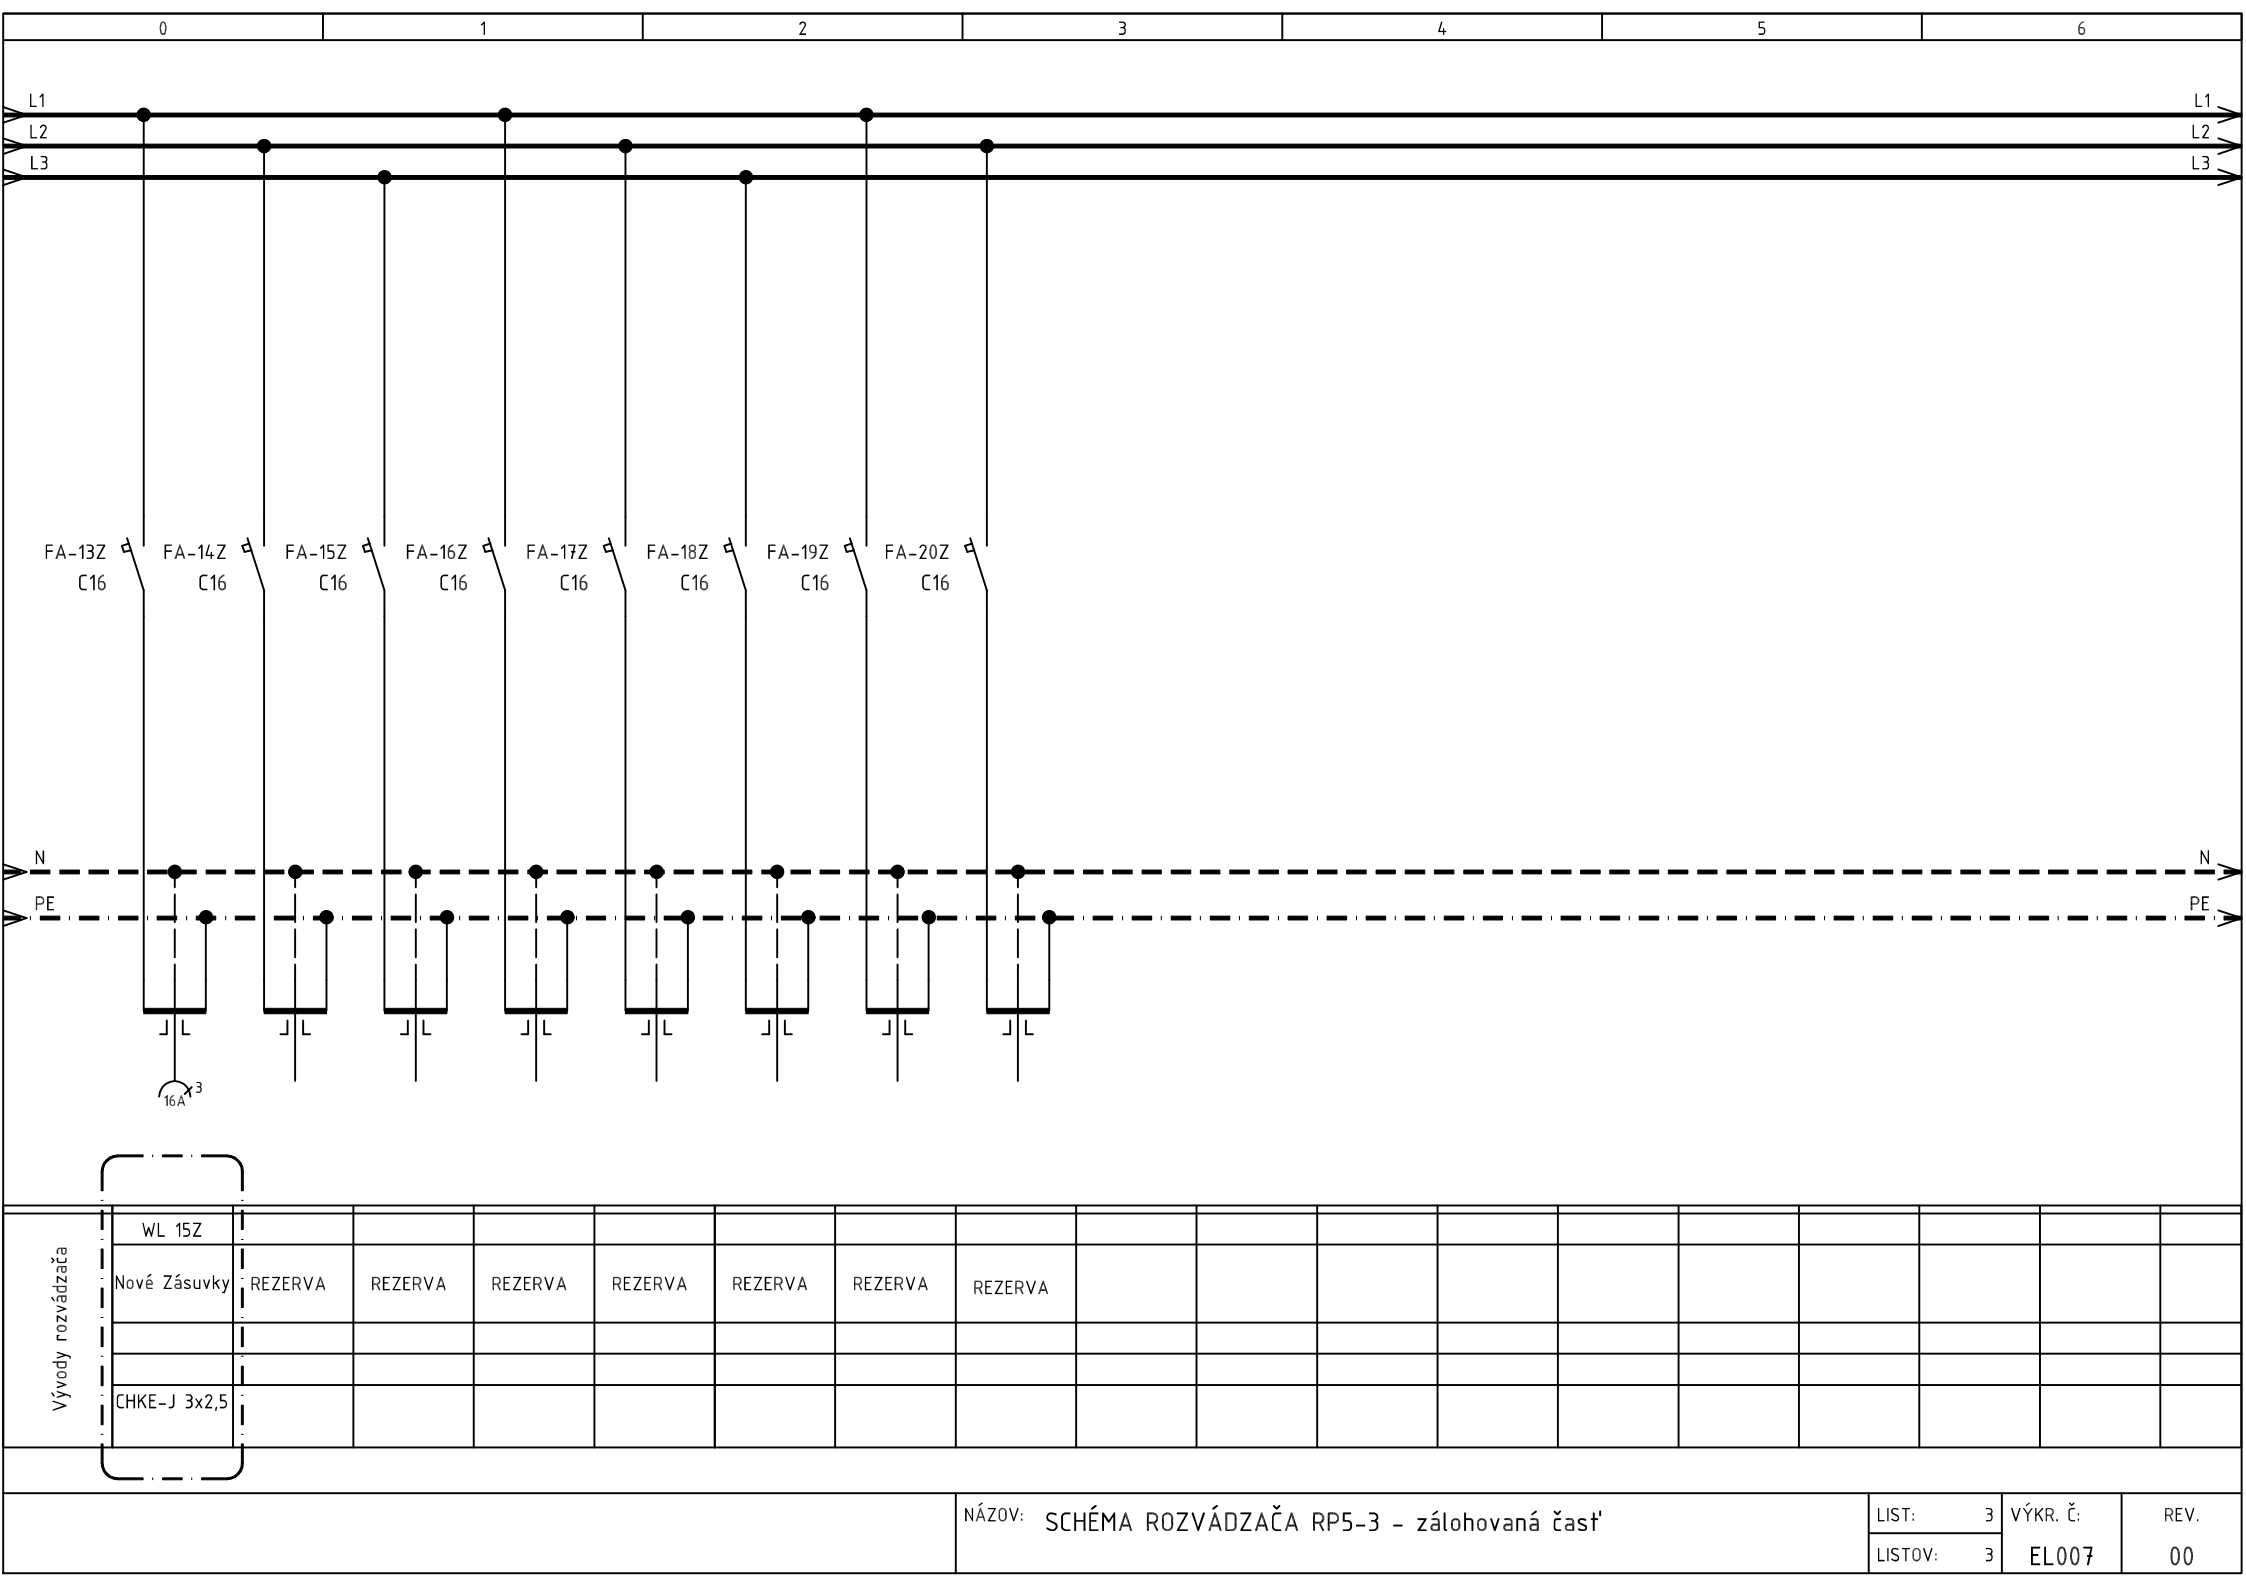 0 1 2 3 4 5 6
L1 L1
L2 L2
L3 L3
FA-13Z FA-14Z FA-15Z FA-16Z FA-17Z FA-18Z FA-19Z FA-20Z
C16 C16 C16 C16 C16 C16 C16 C16
N N
PE PE
3
16A
Vývody rozvádzača
WL 15Z
Nové Zásuvky REZERVA REZERVA REZERVA REZERVA REZERVA REZERVA REZERVA
CHKE-J 3x2,5
NÁZOV: SCHÉMA ROZVÁDZAČA RP5-3 - zálohovaná časť
LIST: 3 VÝKR. Č: REV.
LISTOV: 3 EL007 00